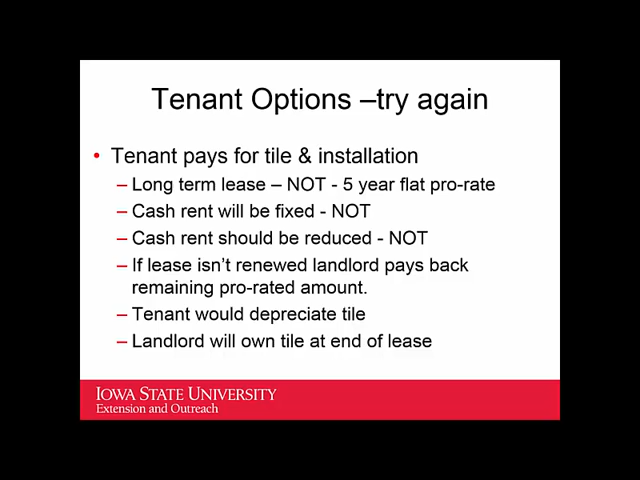 Tenant Options –try again
• Tenant pays for tile & installation
– Long term lease – NOT - 5 year flat pro-rate
– Cash rent will be fixed - NOT
– Cash rent should be reduced - NOT
– If lease isn't renewed landlord pays back
remaining pro-rated amount.
– Tenant would depreciate tile
– Landlord will own tile at end of lease
IOWA STATE UNIVERSITY
Extension and Outreach